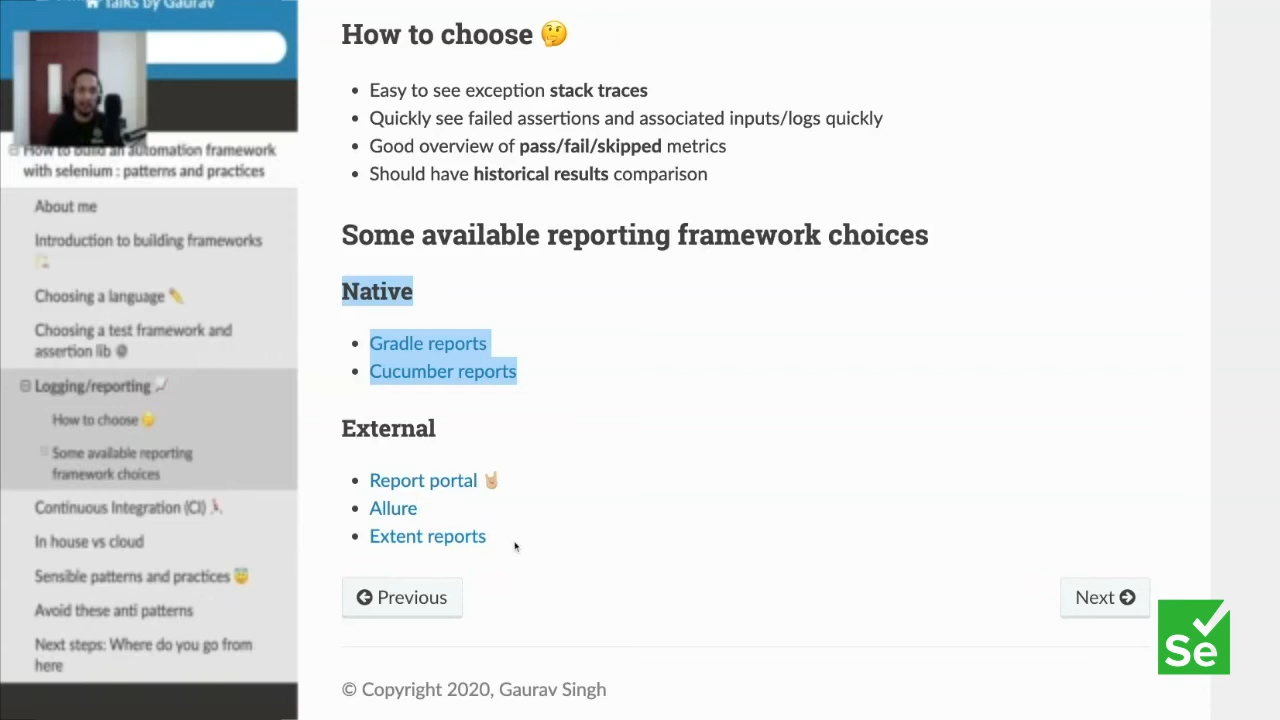 Talks by Gaurav
How to build an automation framework
with selenium : patterns and practices
About me
Introduction to building frameworks
Choosing a language ✏️
Choosing a test framework and
assertion lib
Logging/reporting 📈
How to choose 🤔
Some available reporting
framework choices
Continuous Integration (CI)
In house vs cloud
Sensible patterns and practices 😇
Avoid these anti patterns
Next steps: Where do you go from
here
How to choose 🤔
• Easy to see exception stack traces
• Quickly see failed assertions and associated inputs/logs quickly
• Good overview of pass/fail/skipped metrics
• Should have historical results comparison
Some available reporting framework choices
Native
• Gradle reports
• Cucumber reports
External
• Report portal 🤘🏼
• Allure
• Extent reports
Previous
Next
© Copyright 2020, Gaurav Singh
Se